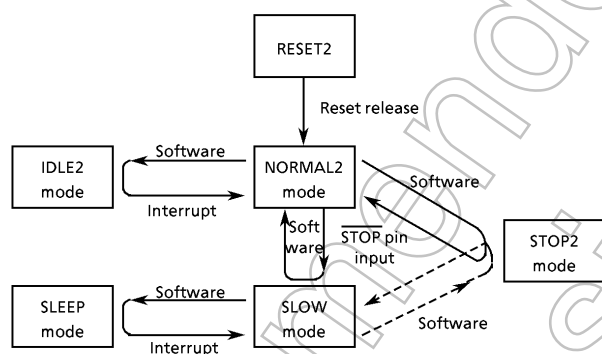 RESET2
Reset release
IDLE2
mode
Software
Interrupt
NORMAL2
mode
Software
Soft
ware
STOP pin
input
STOP2
mode
SLEEP
mode
Software
Interrupt
SLOW
mode
Software